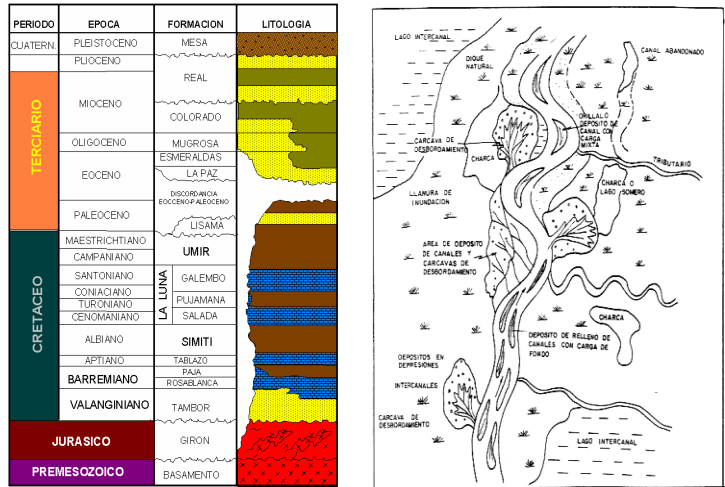 PERIODO EPOCA FORMACION LITOLOGIA
CUATERN. PLEISTOCENO MESA
PLIOCENO
REAL
MIOCENO
COLORADO
TERCIARIO
OLIGOCENO MUGROSA
ESMERALDAS
EOCENO LA PAZ
DISCORDANCIA
EOCCENO-PALEOCENO
PALEOCENO
LISAMA
MAESTRICHTIANO
UMIR
CAMPANIANO
SANTONIANO GALEMBO
CONIACIANO
LA LUNA
TURONIANO PUJAMANA
CENOMANIANO SALADA
CRETACEO
ALBIANO SIMITI
APTIANO TABLAZO
PAJA
BARREMIANO
ROSABLANCA
VALANGINIANO TAMBOR
JURASICO GIRON
PREMESOZOICO BASAMENTO
LAGO INTERCANAL
DIQUE
NATURAL
CANAL ABANDONADO
ORILLALO
DEPOSITO DE
CANAL CON
CARGA
MIXTA
CARCAVA DE
DESBORDAMIENTO
CHARCA
TRIBUTARIO
CHARCA O
LAGO SOMERO
LLAMURA DE
INUNDACION
AREA DE DEPOSITO
DE CANALES Y
CARCAVAS DE
DESBORDAMIENTO
CHARCA
DEPOSITO DE RELLENO DE
CANALES CON CARGA DE
FONDO
DEPOSITOS EN
DEPRESIONES
INTERCANALES
CARCAVA DE
DESBORDAMIENTO
LAGO INTERCANAL